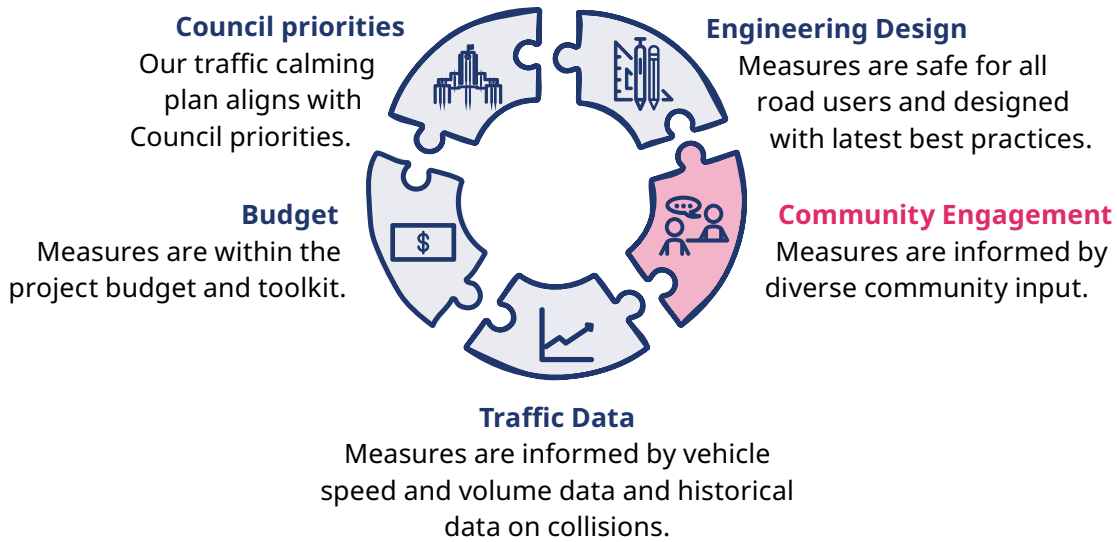 Council priorities
Our traffic calming
plan aligns with
Council priorities.
Engineering Design
Measures are safe for all
road users and designed
with latest best practices.
Budget
Measures are within the
project budget and toolkit.
$
Community Engagement
Measures are informed by
diverse community input.
Traffic Data
Measures are informed by vehicle
speed and volume data and historical
data on collisions.